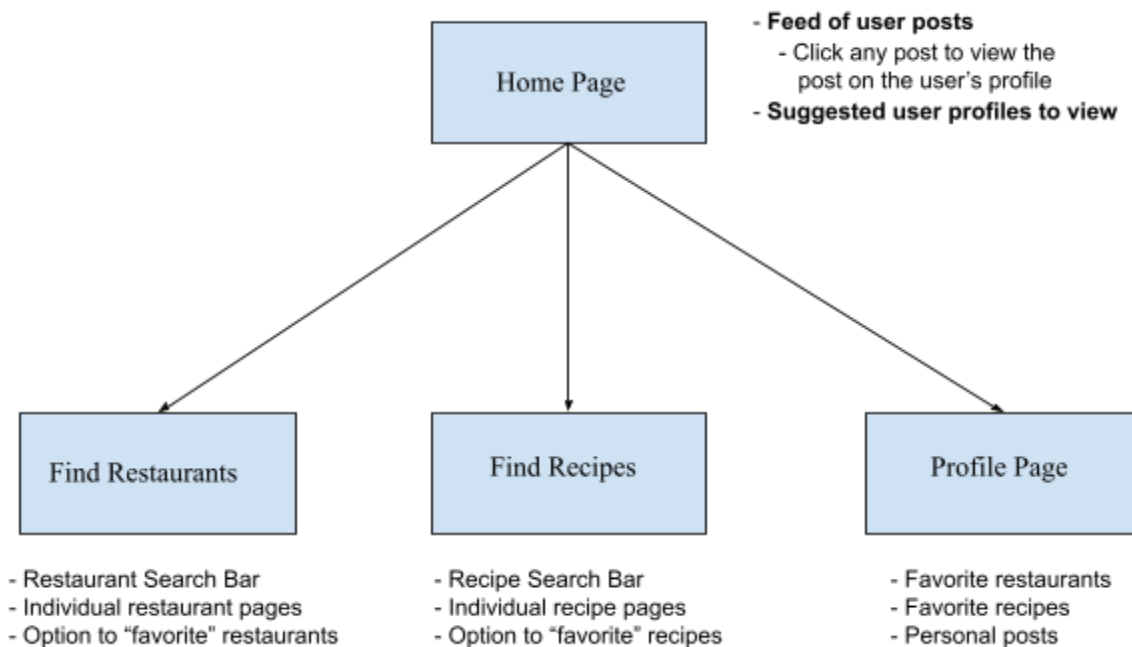 - Feed of user posts
- Click any post to view the
post on the user's profile
- Suggested user profiles to view
Home Page
Find Restaurants
Find Recipes
Profile Page
- Restaurant Search Bar
- Individual restaurant pages
- Option to “favorite” restaurants
- Recipe Search Bar
- Individual recipe pages
- Option to “favorite” recipes
- Favorite restaurants
- Favorite recipes
- Personal posts